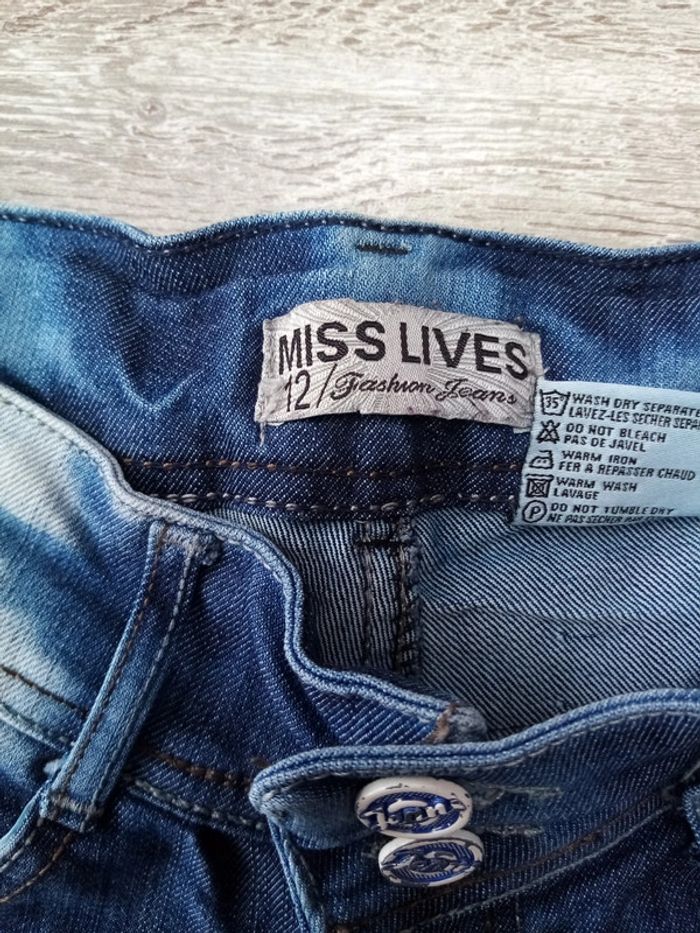 MISS LIVES
12/Fashion Jeans
35°
WASH DRY SEPARATE
LAVEZ-LES SECHER
DO NOT BLEACH
PAS DE JAVEL
WARM IRON
FER A REPASSER CHAUD
WARM WASH
LAVAGE
P
DO NOT TUMBLE DRY
NE PAS SECHER